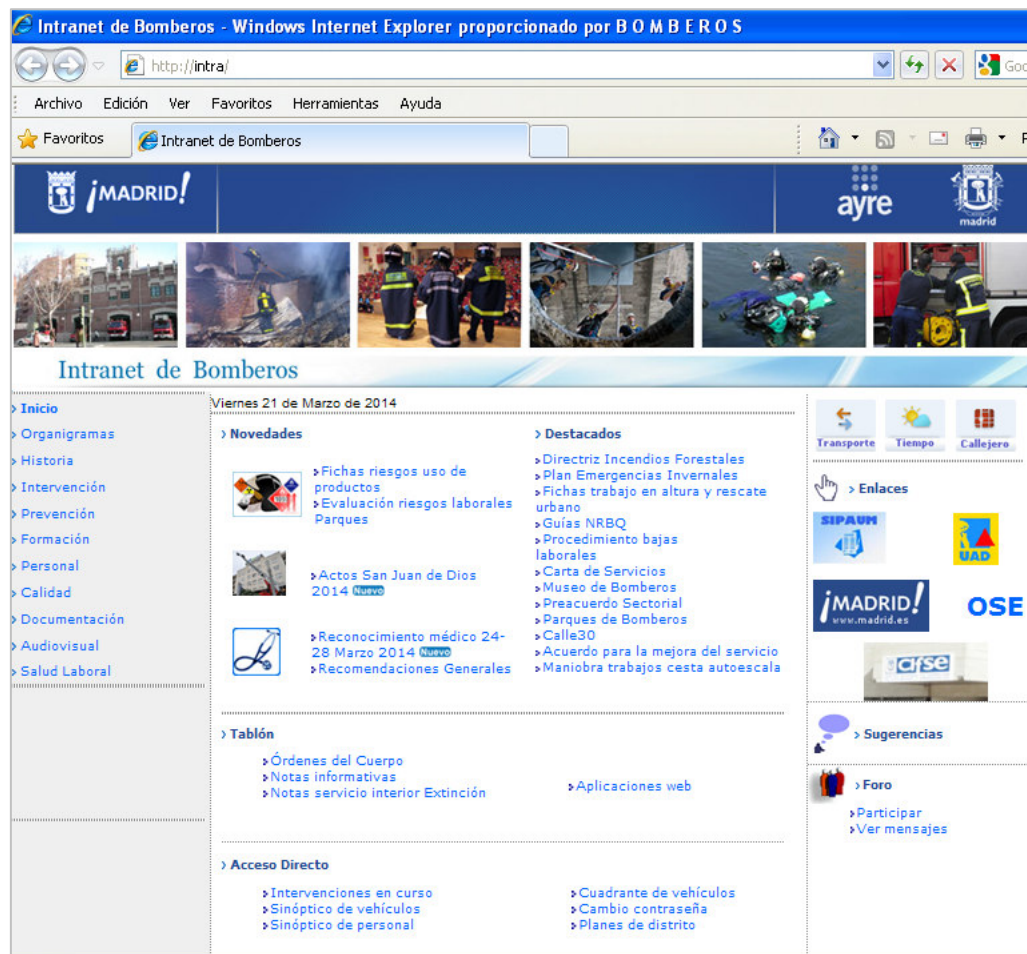 Intranet de Bomberos - Windows Internet Explorer proporcionado por B O M B E R O S
http://intra/
Goo
Archivo Edición Ver Favoritos Herramientas Ayuda
Favoritos
Intranet de Bomberos
P
¡MADRID!
ayre
madrid
Intranet de Bomberos
Inicio
Organigramas
Historia
Intervención
Prevención
Formación
Personal
Calidad
Documentación
Audiovisual
Salud Laboral
Viernes 21 de Marzo de 2014
Novedades
Fichas riesgos uso de
productos
Evaluación riesgos laborales
Parques
Actos San Juan de Dios
2014 Nuevo
Reconocimiento médico 24-
28 Marzo 2014 Nuevo
Recomendaciones Generales
Destacados
Directriz Incendios Forestales
Plan Emergencias Invernales
Fichas trabajo en altura y rescate
urbano
Guías NRBQ
Procedimiento bajas
laborales
Carta de Servicios
Museo de Bomberos
Preacuerdo Sectorial
Parques de Bomberos
Calle30
Acuerdo para la mejora del servicio
Maniobra trabajos cesta autoescala
Tablón
Órdenes del Cuerpo
Notas informativas
Notas servicio interior Extinción
Aplicaciones web
Acceso Directo
Intervenciones en curso
Sinóptico de vehículos
Sinóptico de personal
Cuadrante de vehículos
Cambio contraseña
Planes de distrito
Transporte
Tiempo
Callejero
Enlaces
SIPAUM
UAD
¡MADRID!
www.madrid.es
OSE
cifse
Sugerencias
Foro
Participar
Ver mensajes